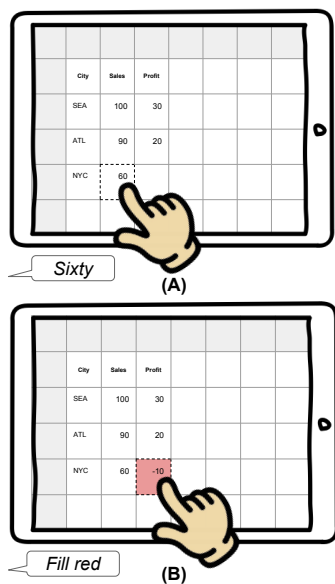 City Sales Profit
SEA 100 30
ATL 90 20
NYC 60
Sixty
(A)
City Sales Profit
SEA 100 30
ATL 90 20
NYC 60 -10
Fill red
(B)